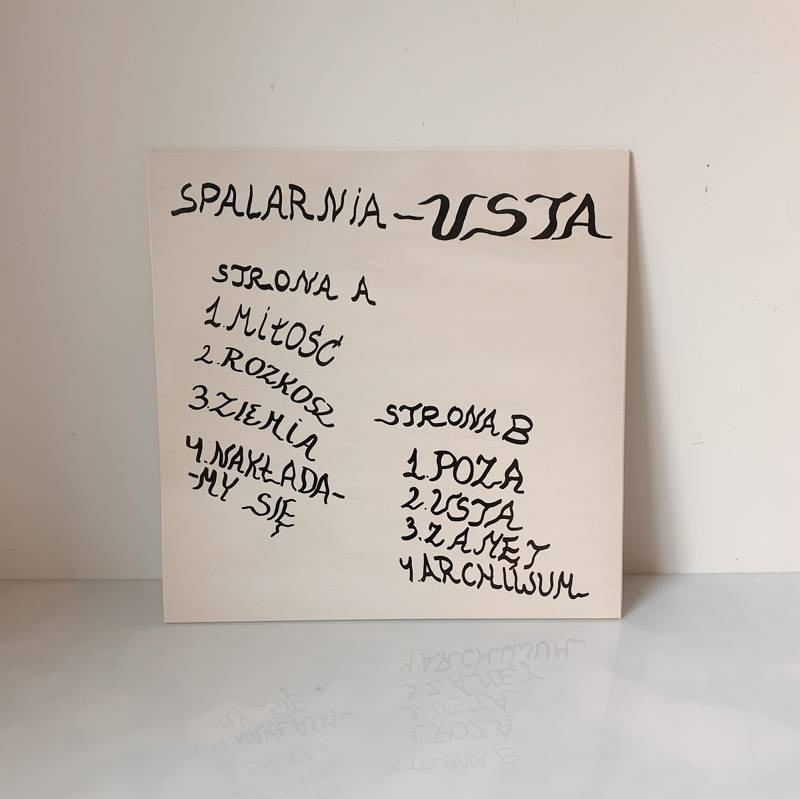 SPALARNIA – USTA
STRONA A
1. MIŁOŚĆ
2. ROZKOSZ
3. ZIEMIA
4. NAKŁADA-
-MY SIĘ
STRONA B
1. POZA
2. USTA
3. ZAMĘT
4 ARCHIWUM